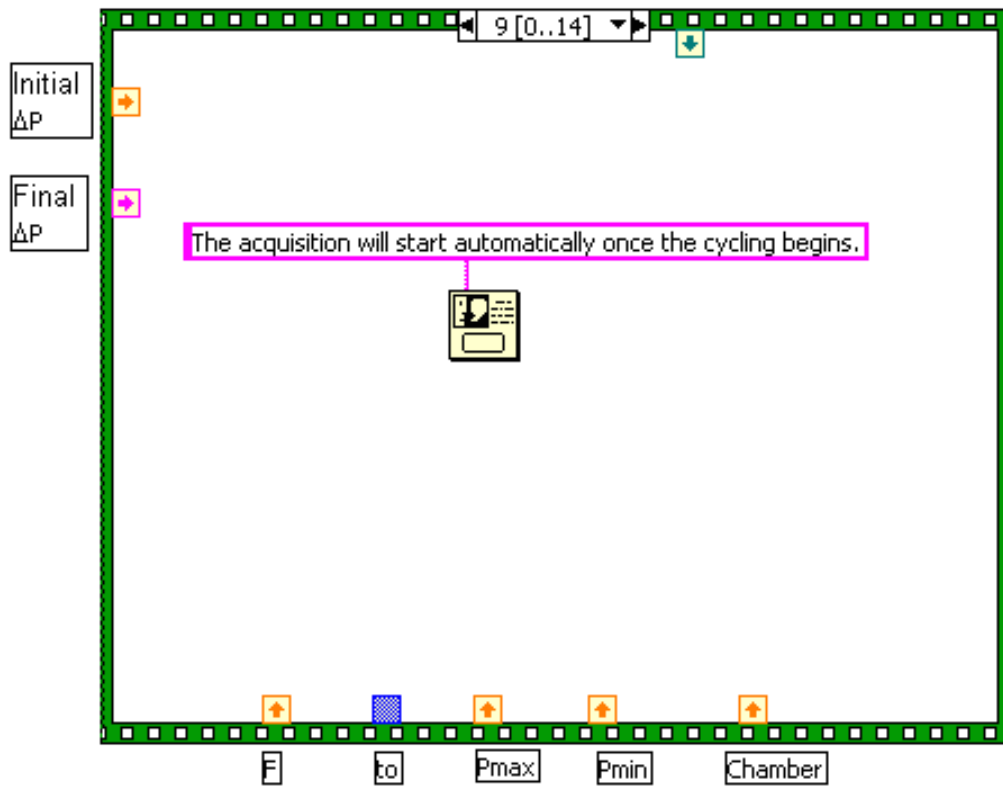 9 [0..14]
Initial
ΔP
Final
ΔP
The acquisition will start automatically once the cycling begins.
F
to
Pmax
Pmin
Chamber